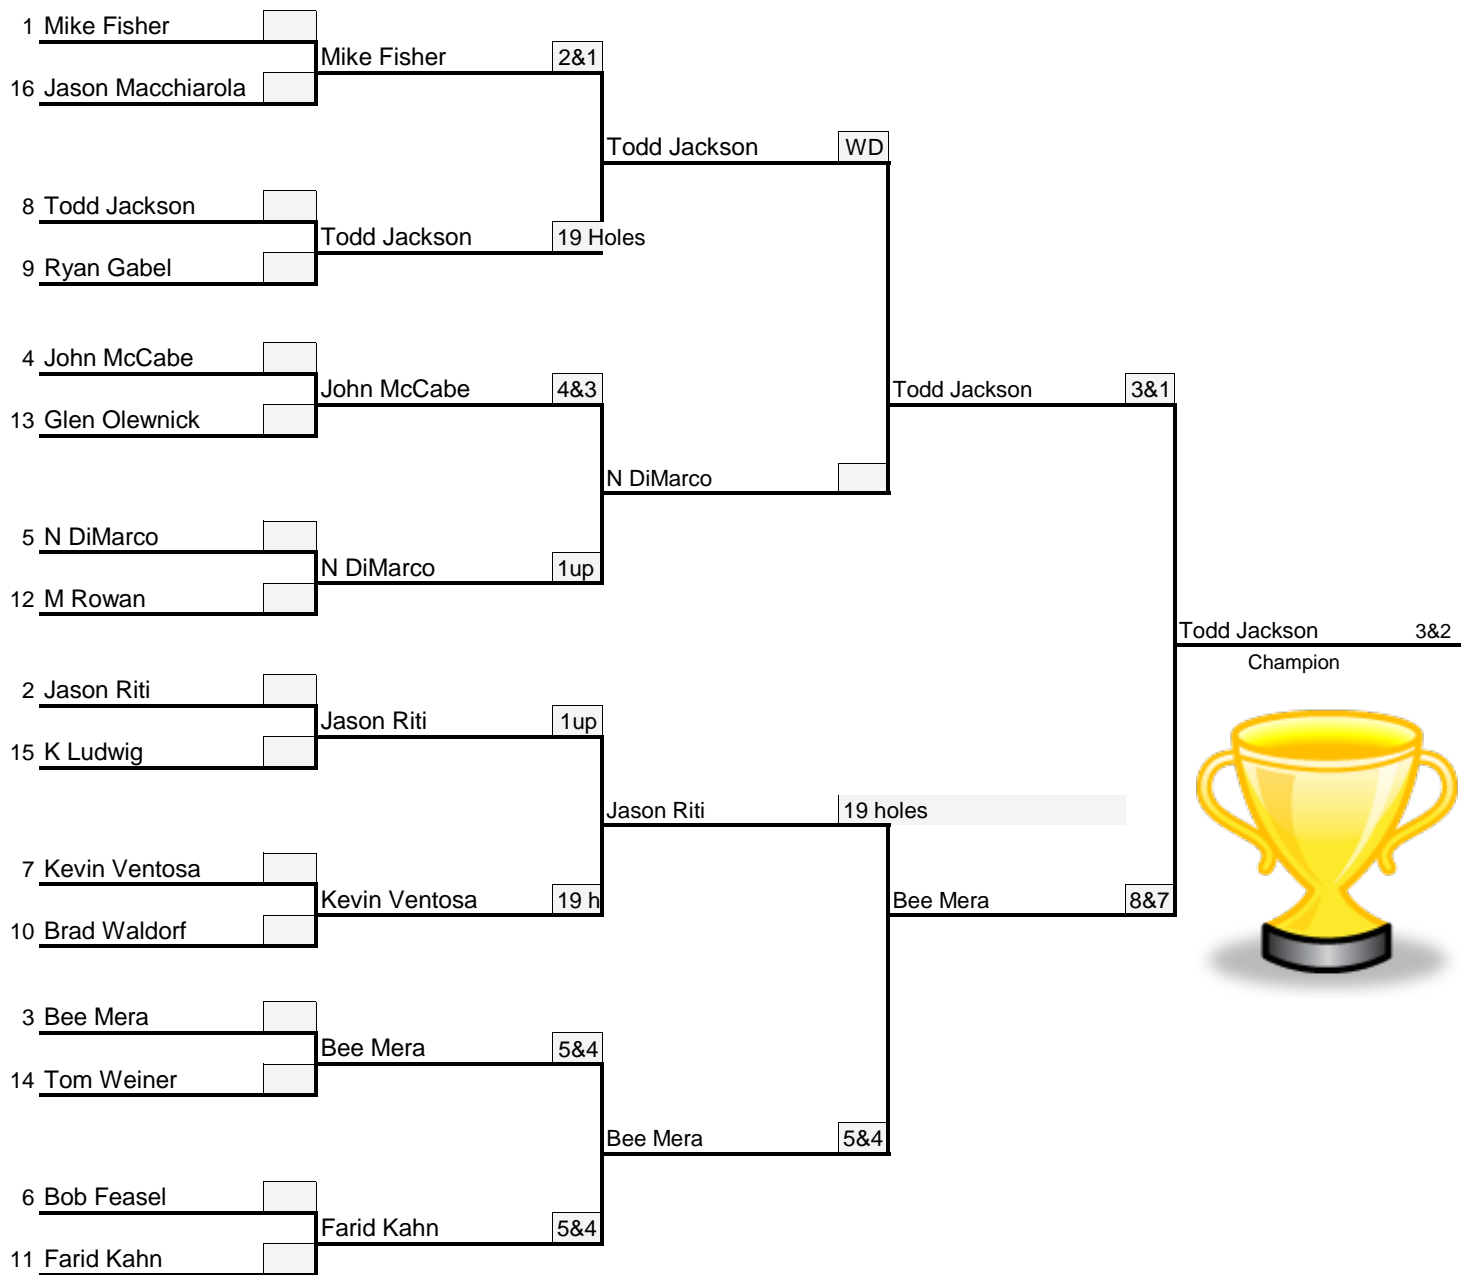 1 Mike Fisher
Mike Fisher 2&1
16 Jason Macchiarola
Todd Jackson WD
8 Todd Jackson
Todd Jackson 19 Holes
9 Ryan Gabel
4 John McCabe
John McCabe 4&3
Todd Jackson 3&1
13 Glen Olewnick
N DiMarco
5 N DiMarco
N DiMarco 1up
12 M Rowan
Todd Jackson 3&2
Champion
2 Jason Riti
Jason Riti 1up
15 K Ludwig
Jason Riti 19 holes
7 Kevin Ventosa
Kevin Ventosa 19 h
Bee Mera 8&7
10 Brad Waldorf
3 Bee Mera
Bee Mera 5&4
14 Tom Weiner
Bee Mera 5&4
6 Bob Feasel
Farid Kahn 5&4
11 Farid Kahn